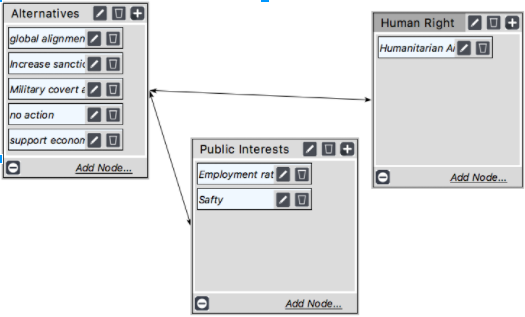 Alternatives
global alignmen
Increase sanctic
Military covert a
no action
support econon
Add Node...
Human Right
Humanitarian Ai
Add Node...
Public Interests
Employment rat
Safty
Add Node...